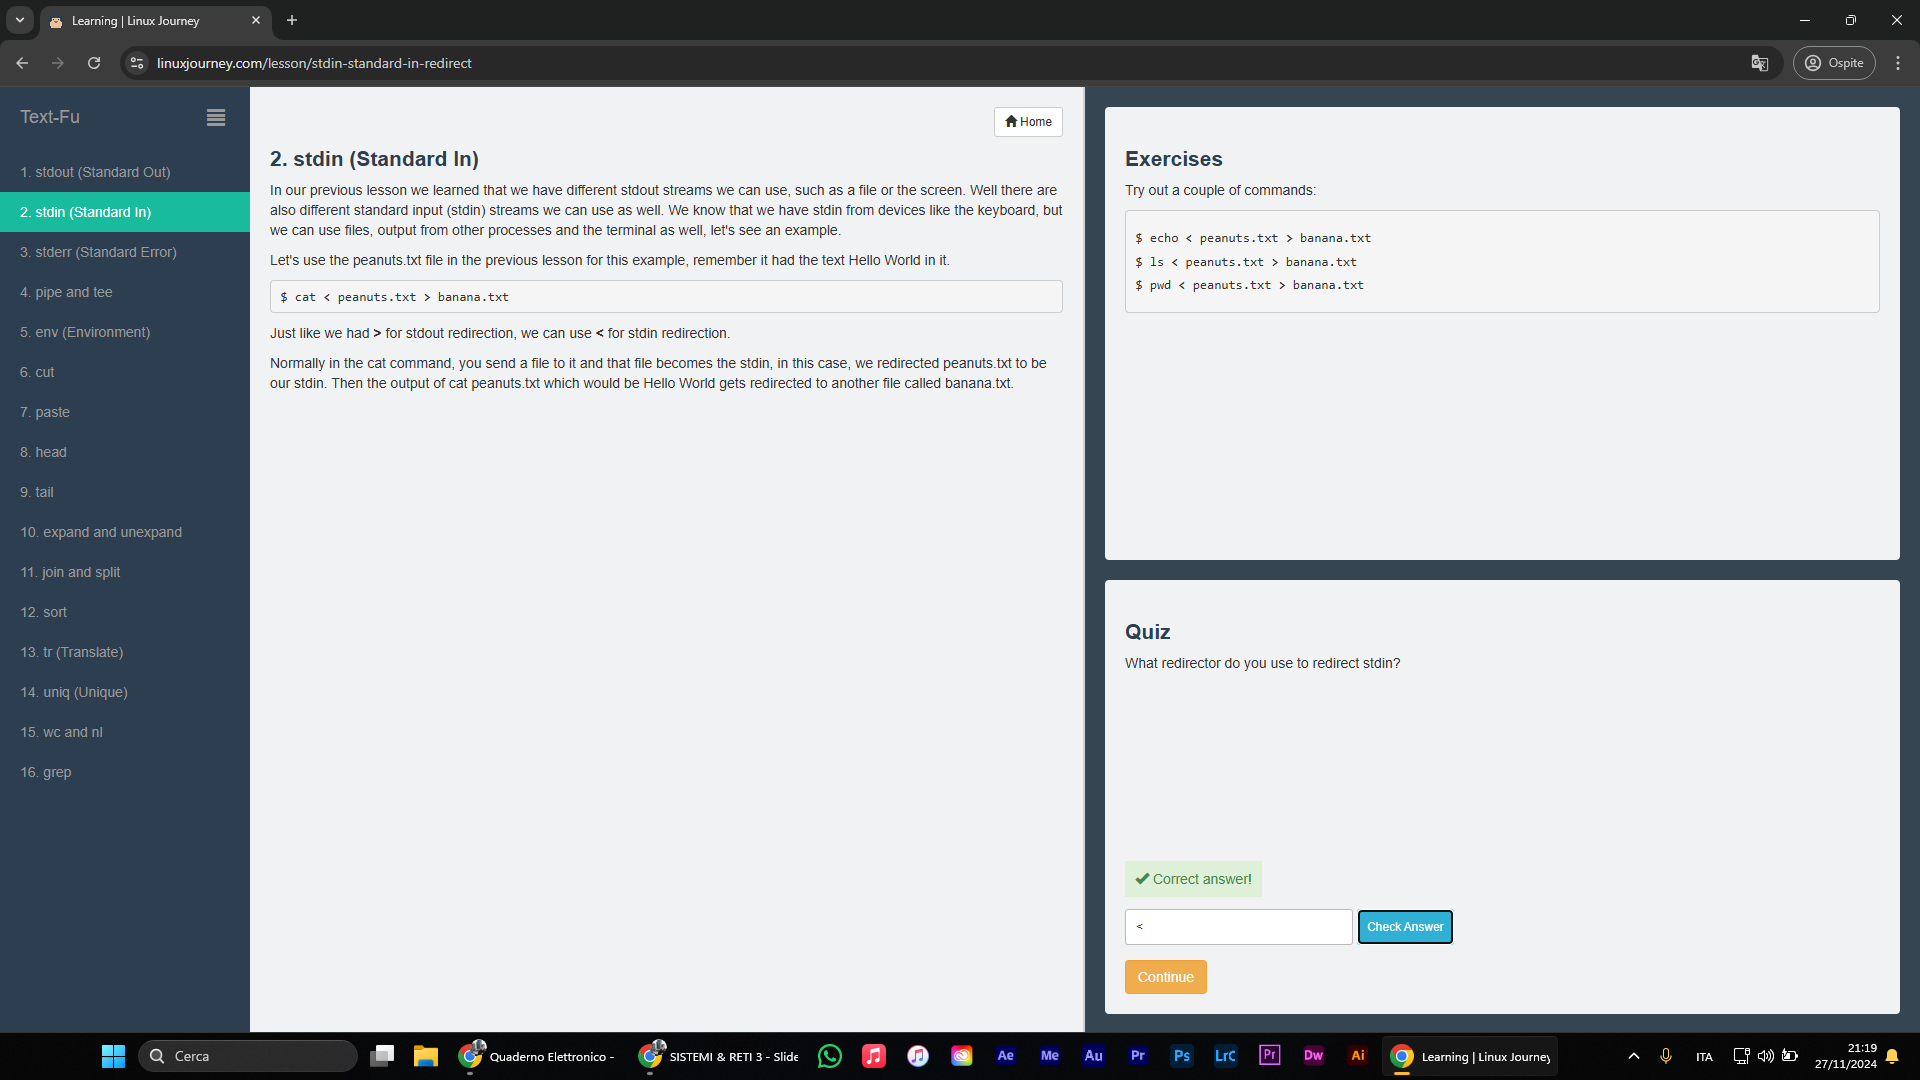 Learning | Linux Journey
linuxjourney.com/lesson/stdin-standard-in-redirect
Ospite
Text-Fu
1. stdout (Standard Out)
2. stdin (Standard In)
3. stderr (Standard Error)
4. pipe and tee
5. env (Environment)
6. cut
7. paste
8. head
9. tail
10. expand and unexpand
11. join and split
12. sort
13. tr (Translate)
14. uniq (Unique)
15. wc and nl
16. grep
Home
2. stdin (Standard In)
In our previous lesson we learned that we have different stdout streams we can use, such as a file or the screen. Well there are
also different standard input (stdin) streams we can use as well. We know that we have stdin from devices like the keyboard, but
we can use files, output from other processes and the terminal as well, let's see an example.
Let's use the peanuts.txt file in the previous lesson for this example, remember it had the text Hello World in it.
$ cat < peanuts.txt > banana.txt
Just like we had > for stdout redirection, we can use < for stdin redirection.
Normally in the cat command, you send a file to it and that file becomes the stdin, in this case, we redirected peanuts.txt to be
our stdin. Then the output of cat peanuts.txt which would be Hello World gets redirected to another file called banana.txt.
Exercises
Try out a couple of commands:
$ echo < peanuts.txt > banana.txt
$ ls < peanuts.txt > banana.txt
$ pwd < peanuts.txt > banana.txt
Quiz
What redirector do you use to redirect stdin?
Correct answer!
<
Check Answer
Continue
Cerca
Quaderno Elettronico -
SISTEMI & RETI 3 - Slide
Ae
Me
Au
Pr
Ps
LrC
Pr
Dw
Ai
Learning | Linux Journey
ITA
21:19
27/11/2024